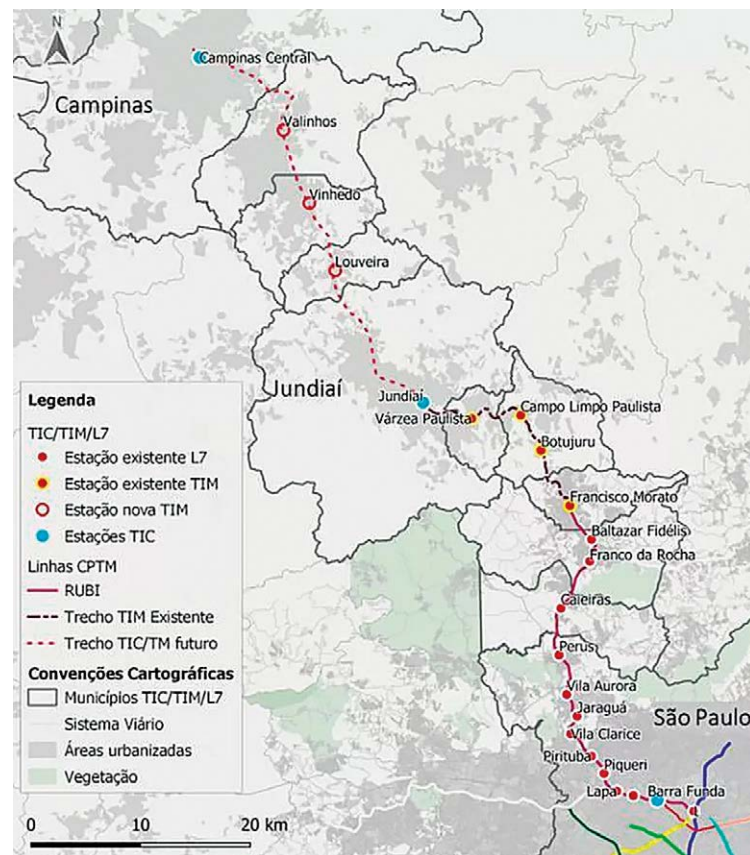 N
Campinas Central
Campinas
Valinhos
Vinhedo
Louveira
Jundiaí
Jundiaí
Várzea Paulista
Campo Limpo Paulista
Botujuru
Francisco Morato
Baltazar Fidélis
Franco da Rocha
Caieiras
Perus
Vila Aurora
Jaraguá
São Paulo
Vila Clarice
Pirituba
Piqueri
Lapa
Barra Funda
Legenda
TIC/TIM/L7
Estação existente L7
Estação existente TIM
Estação nova TIM
Estações TIC
Linhas CPTM
RUBI
Trecho TIM Existente
Trecho TIC/TM futuro
Convenções Cartográficas
Municípios TIC/TIM/L7
Sistema Viário
Áreas urbanizadas
Vegetação
0 10 20 km